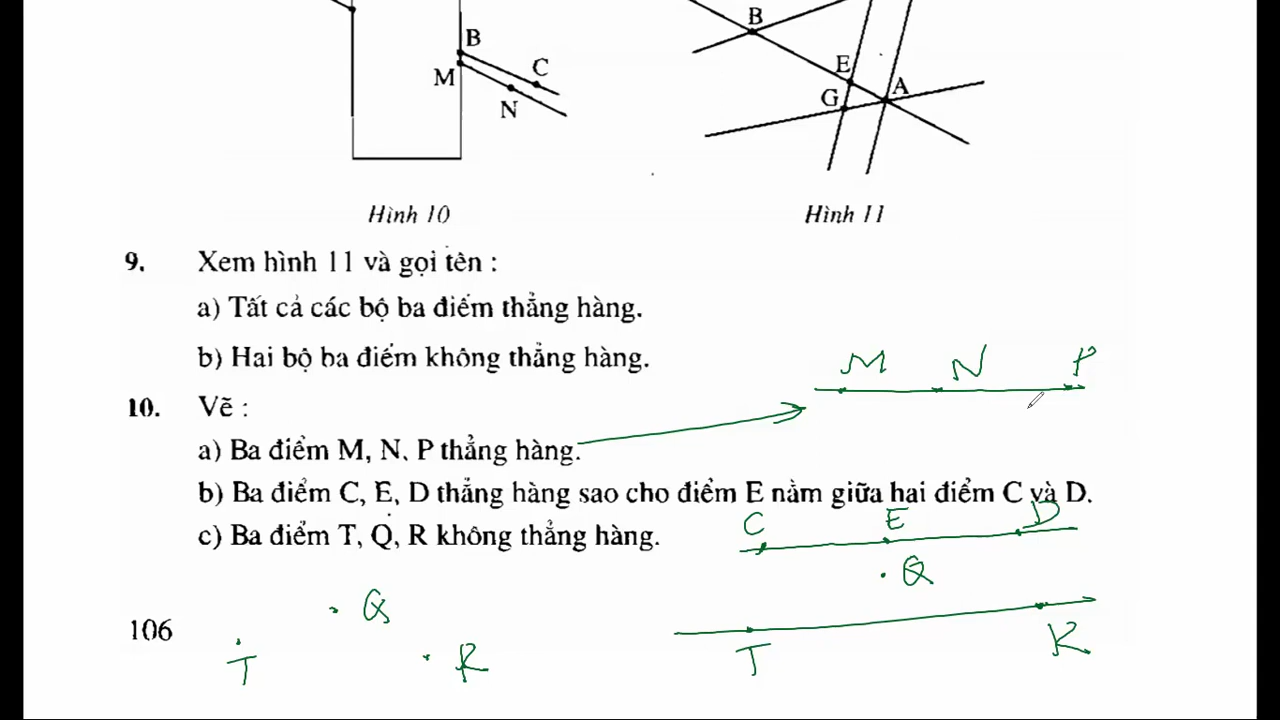 B
C
M
N
B
E
A
G
Hình 10
Hình 11
9. Xem hình 11 và gọi tên :
a) Tất cả các bộ ba điểm thẳng hàng.
b) Hai bộ ba điểm không thẳng hàng.
M N P
10. Vẽ :
a) Ba điểm M, N, P thẳng hàng.
b) Ba điểm C, E, D thẳng hàng sao cho điểm E nằm giữa hai điểm C và D.
C E D
c) Ba điểm T, Q, R không thẳng hàng.
Q
Q
106
T
R
T
R